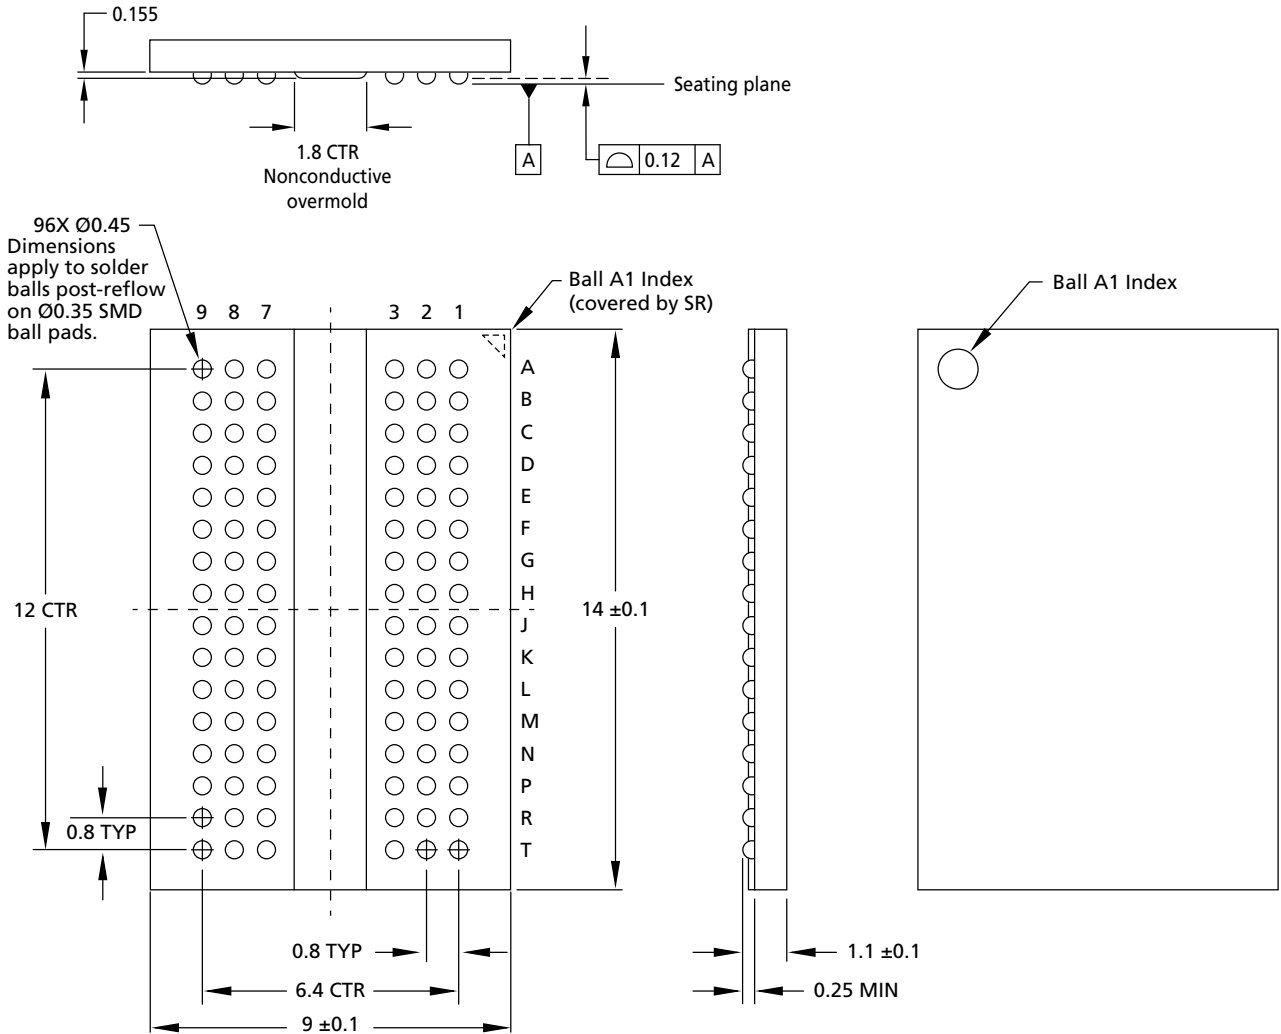 0.155
Seating plane
1.8 CTR
Nonconductive
overmold
A
0.12 A
96X Ø0.45
Dimensions
apply to solder
balls post-reflow
on Ø0.35 SMD
ball pads.
Ball A1 Index
(covered by SR)
Ball A1 Index
9 8 7 3 2 1
A
B
C
D
E
F
G
H
J
K
L
M
N
P
R
T
12 CTR
14 ±0.1
0.8 TYP
0.8 TYP
1.1 ±0.1
6.4 CTR
0.25 MIN
9 ±0.1